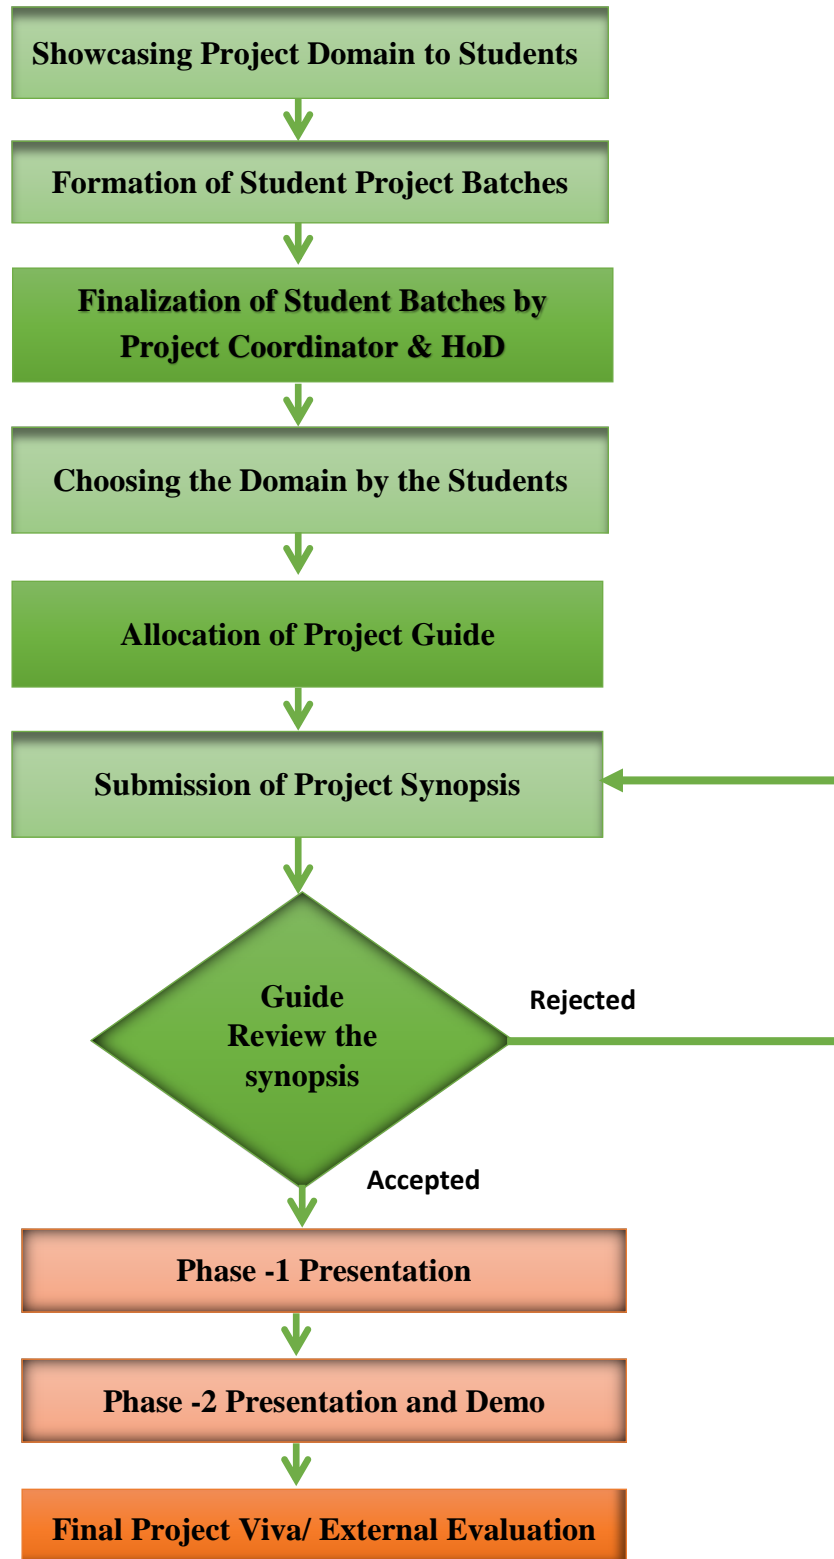 Showcasing Project Domain to Students
Formation of Student Project Batches
Finalization of Student Batches by
Project Coordinator & HoD
Choosing the Domain by the Students
Allocation of Project Guide
Submission of Project Synopsis
Guide
Review the
synopsis
Rejected
Accepted
Phase -1 Presentation
Phase -2 Presentation and Demo
Final Project Viva/ External Evaluation